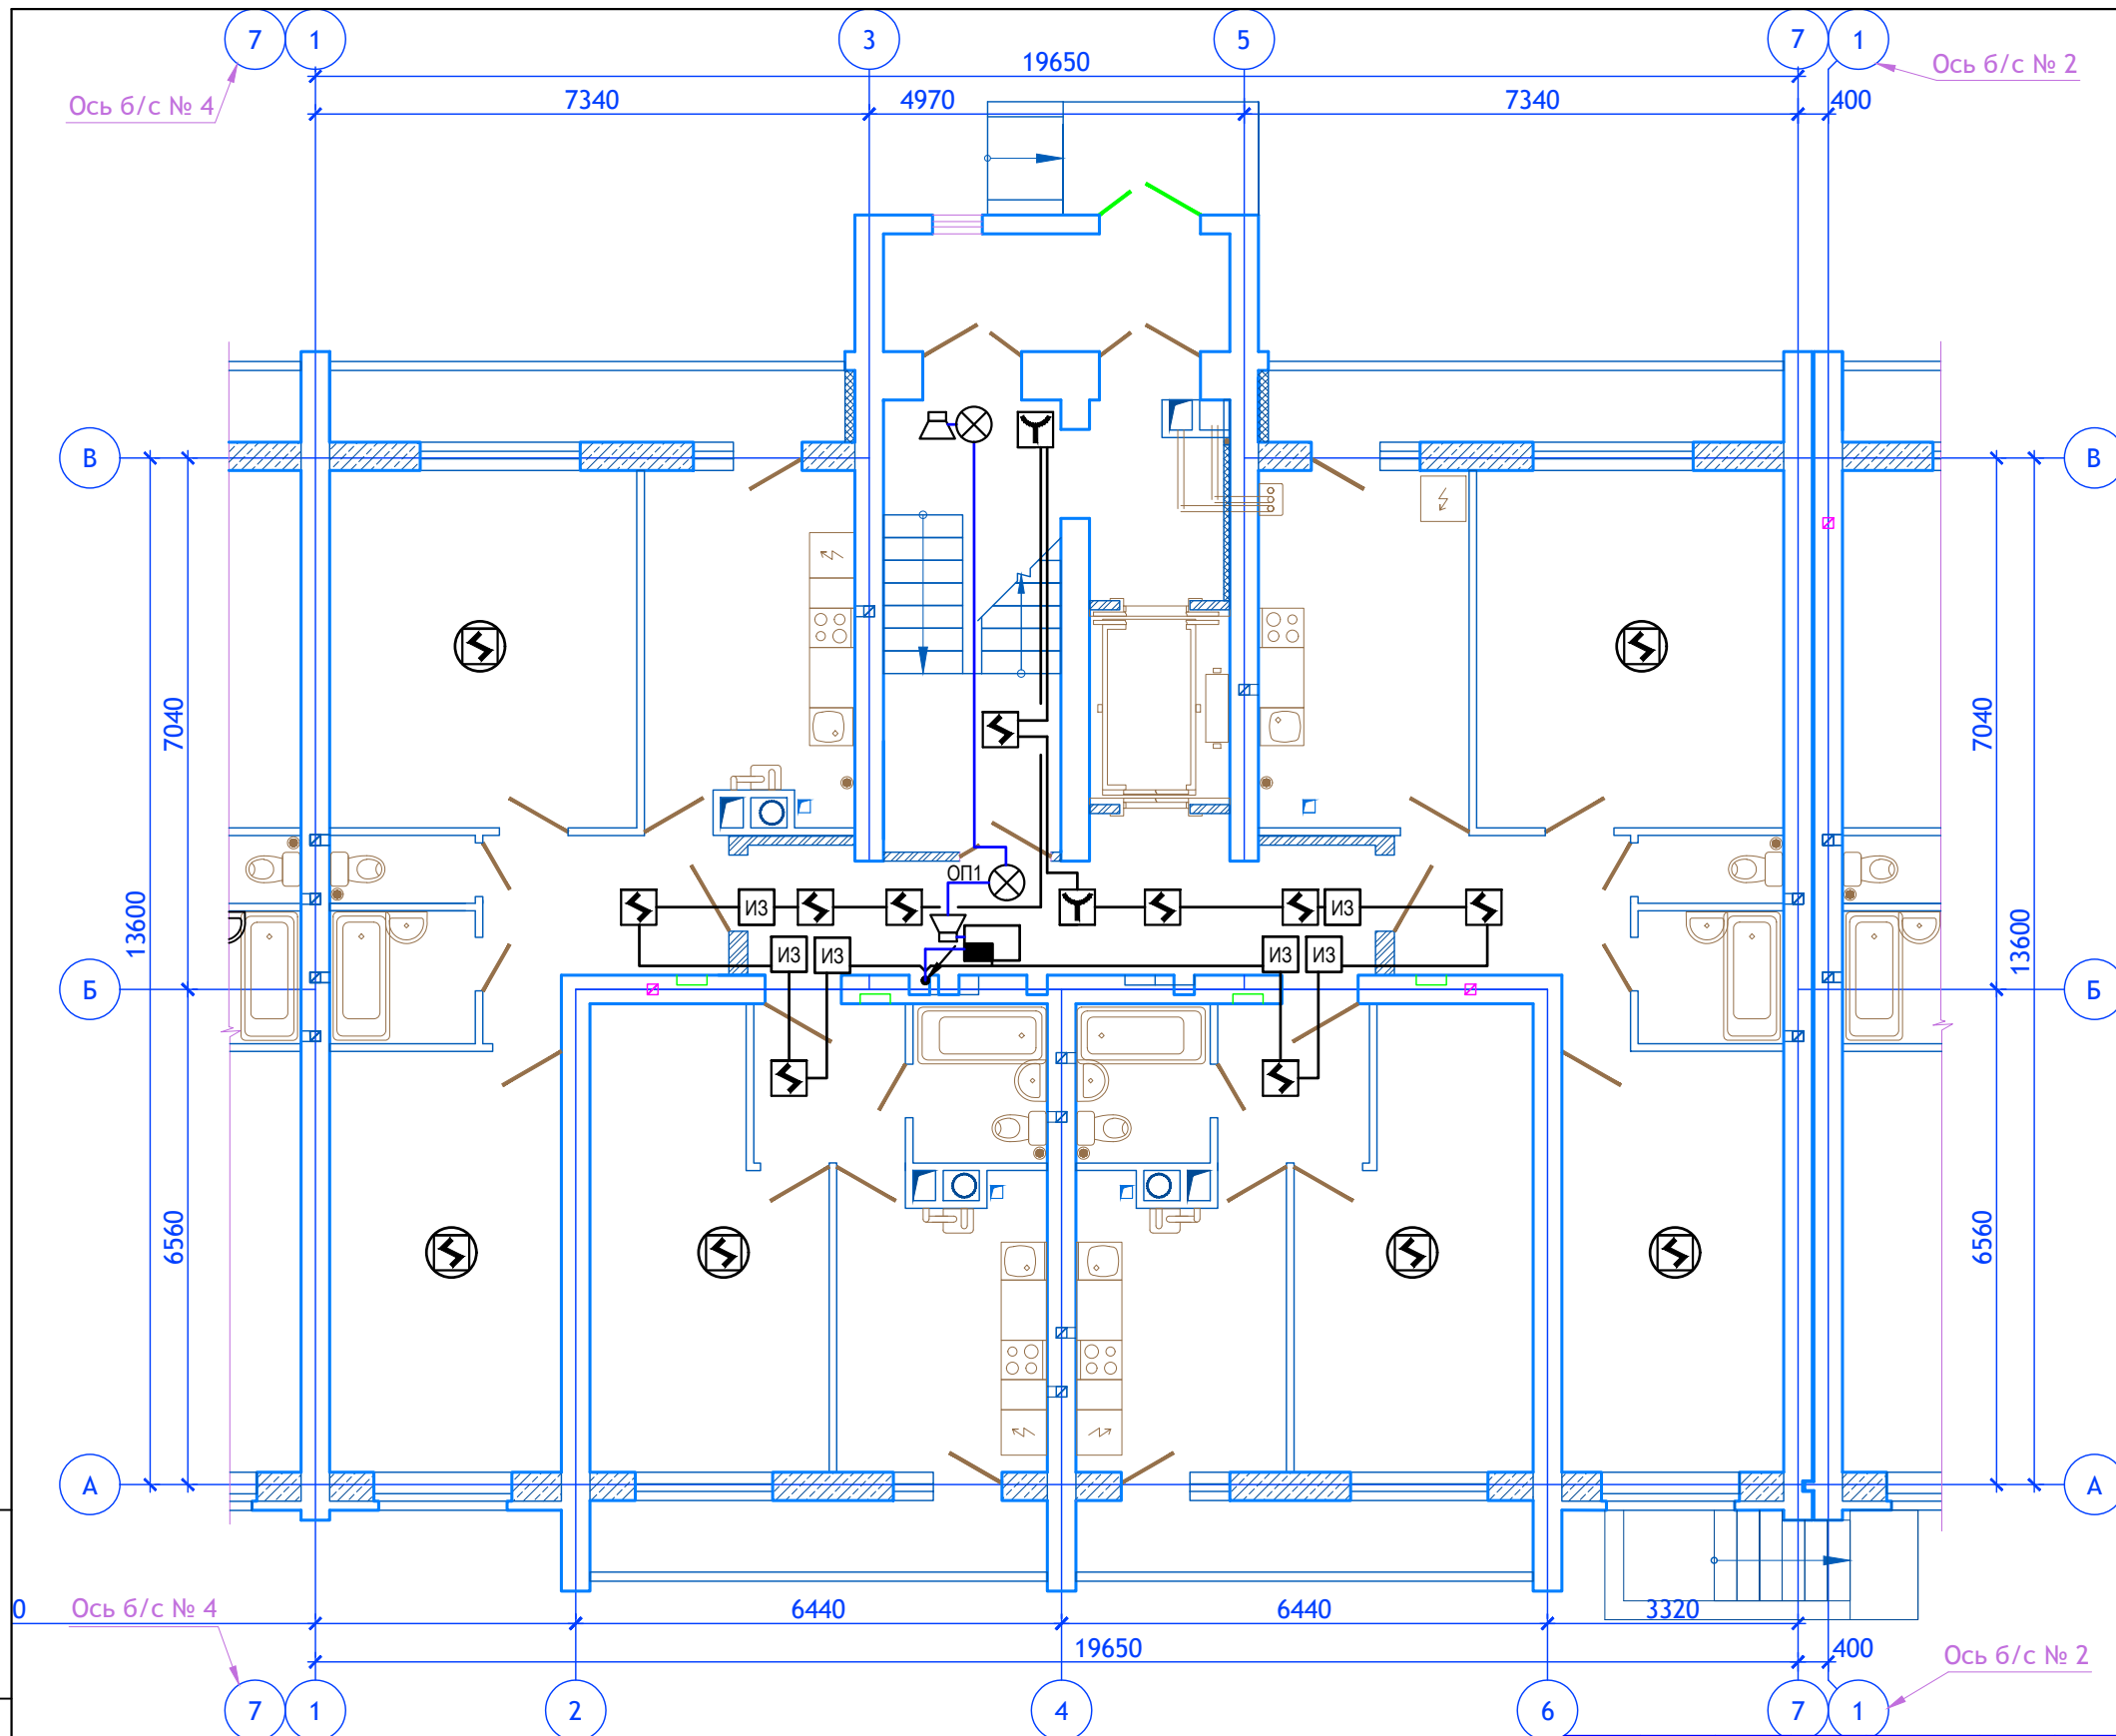 7 1 3 5 7 1
19650
Ось б/с № 2
Ось б/с № 4
7340 4970 7340 400
В В
7040 7040
13600 13600
ОП1
ИЗ ИЗ
ИЗ ИЗ ИЗ ИЗ
Б Б
6560 6560
А А
0 Ось б/с № 4 6440 6440 3320
19650 400
Ось б/с № 2
7 1 2 4 6 7 1